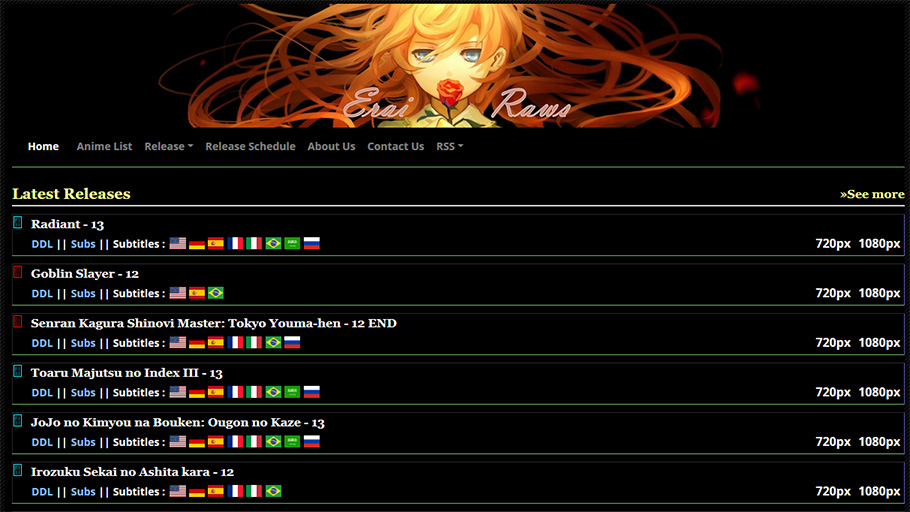 Erai Raws
Home Anime List Release Release Schedule About Us Contact Us RSS
Latest Releases »See more
Radiant - 13
DDL || Subs || Subtitles : 720px 1080px
Goblin Slayer - 12
DDL || Subs || Subtitles : 720px 1080px
Senran Kagura Shinovi Master: Tokyo Youma-hen - 12 END
DDL || Subs || Subtitles : 720px 1080px
Toaru Majutsu no Index III - 13
DDL || Subs || Subtitles : 720px 1080px
JoJo no Kimyou na Bouken: Ougon no Kaze - 13
DDL || Subs || Subtitles : 720px 1080px
Irozuku Sekai no Ashita kara - 12
DDL || Subs || Subtitles : 720px 1080px